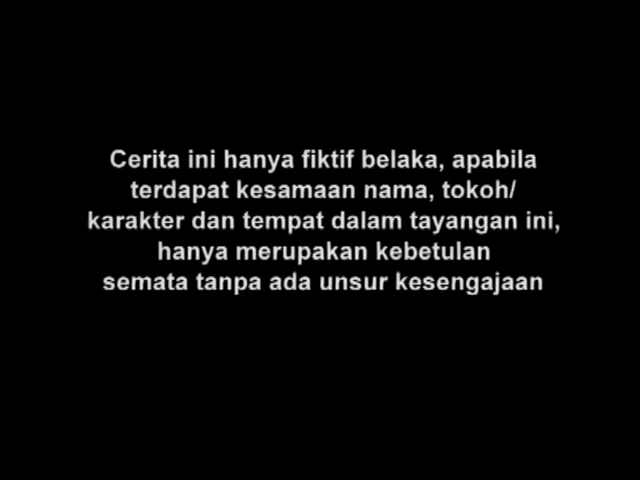 Cerita ini hanya fiktif belaka, apabila
terdapat kesamaan nama, tokoh/
karakter dan tempat dalam tayangan ini,
hanya merupakan kebetulan
semata tanpa ada unsur kesengajaan